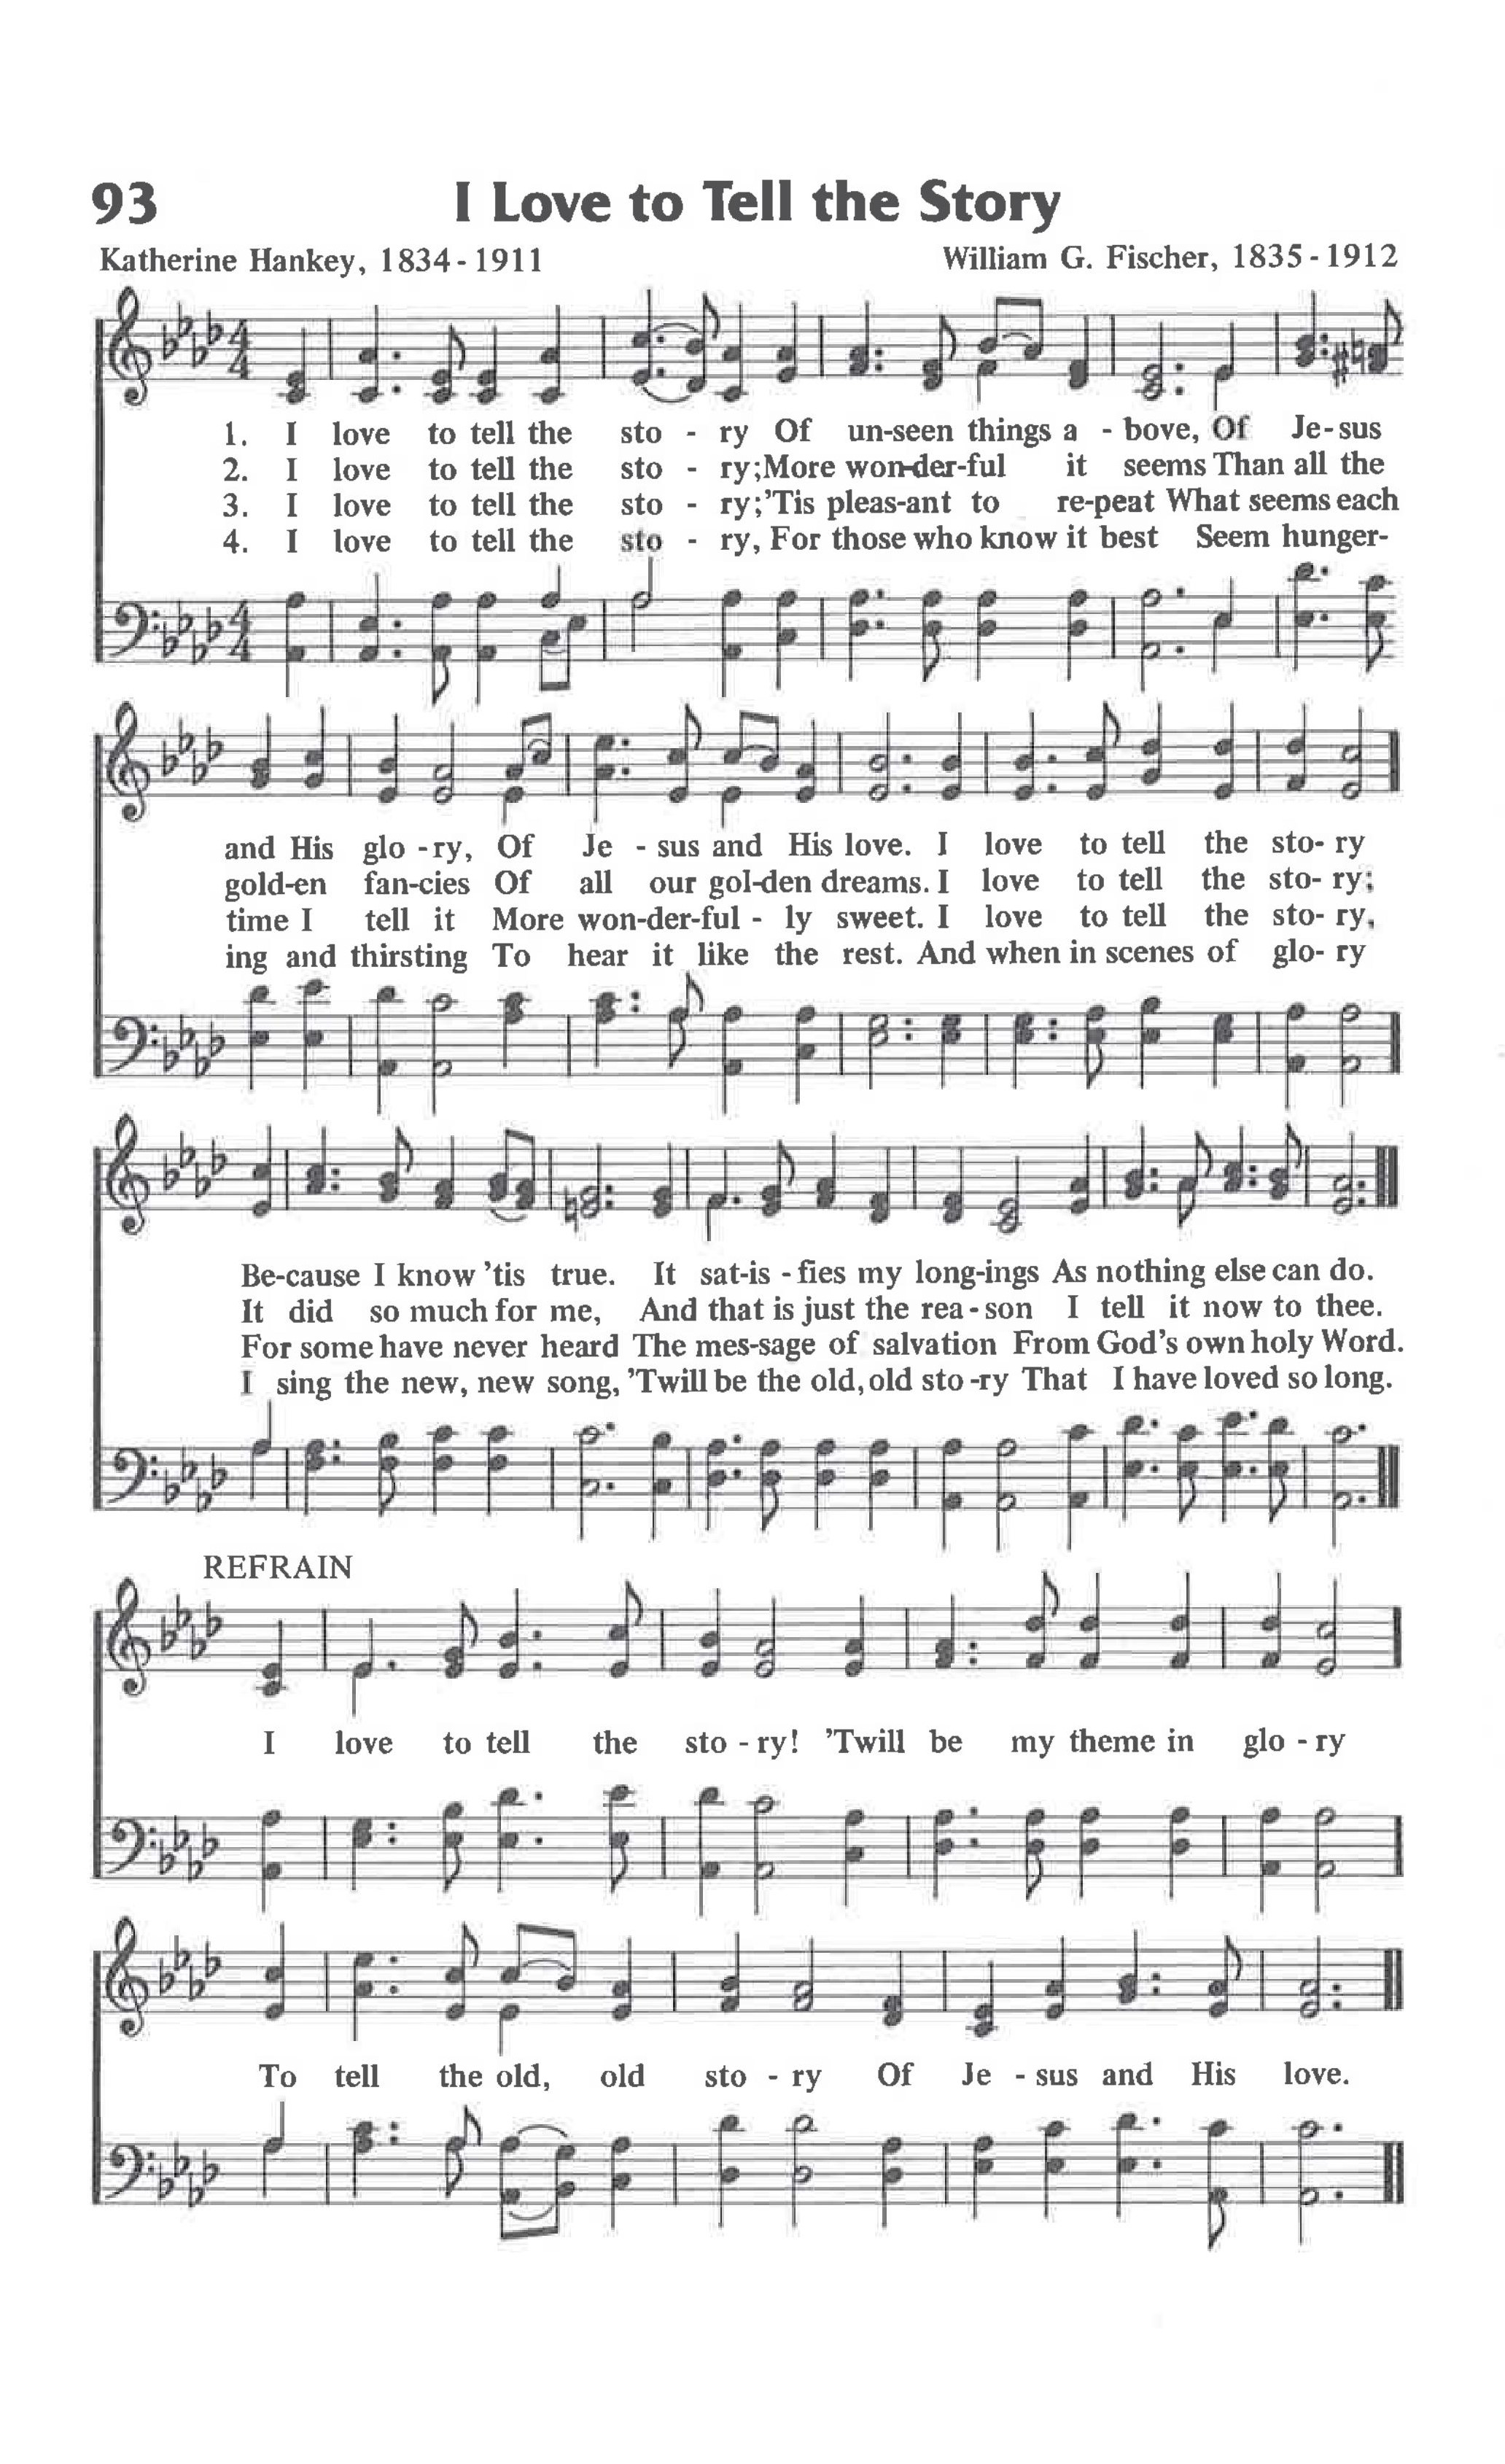 93 I Love to Tell the Story
Katherine Hankey, 1834-1911 William G. Fischer, 1835-1912
1. I love to tell the sto - ry Of un-seen things a - bove, Of Je-sus
2. I love to tell the sto - ry; More won-der-ful it seems Than all the
3. I love to tell the sto - ry; 'Tis pleas-ant to re-peat What seems each
4. I love to tell the sto - ry, For those who know it best Seem hunger-
and His glo -ry, Of Je - sus and His love. I love to tell the sto- ry
gold-en fan-cies Of all our gol-den dreams. I love to tell the sto- ry;
time I tell it More won-der-ful - ly sweet. I love to tell the sto- ry,
ing and thirsting To hear it like the rest. And when in scenes of glo- ry
Be-cause I know 'tis true. It sat-is - fies my long-ings As nothing else can do.
It did so much for me, And that is just the rea - son I tell it now to thee.
For some have never heard The mes-sage of salvation From God's own holy Word.
I sing the new, new song, 'Twill be the old, old sto -ry That I have loved so long.
REFRAIN
I love to tell the sto - ry! 'Twill be my theme in glo - ry
To tell the old, old sto - ry Of Je - sus and His love.